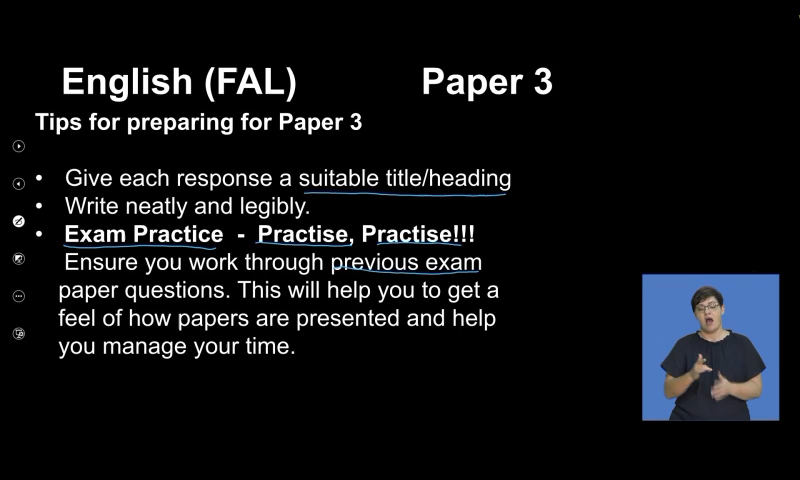 English (FAL) Paper 3
Tips for preparing for Paper 3
• Give each response a suitable title/heading
• Write neatly and legibly.
• Exam Practice - Practise, Practise!!!
Ensure you work through previous exam
paper questions. This will help you to get a
feel of how papers are presented and help
you manage your time.